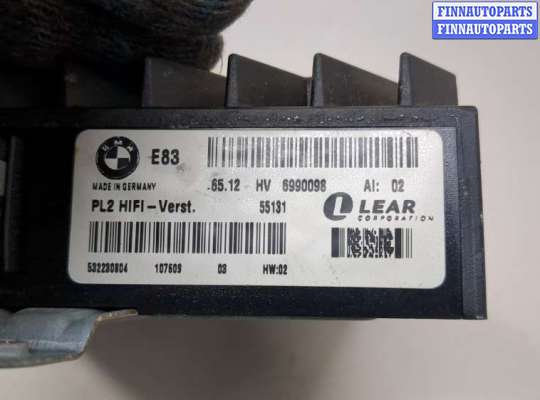 FINNAUTOPARTS
FINNAUTOPARTS
BMW
E83
MADE IN GERMANY
65.12 HV 6990098 AI: 02
PL2 HIFI-Verst. 55131
LEAR
CORPORATION
532230804 107609 03 HW:02